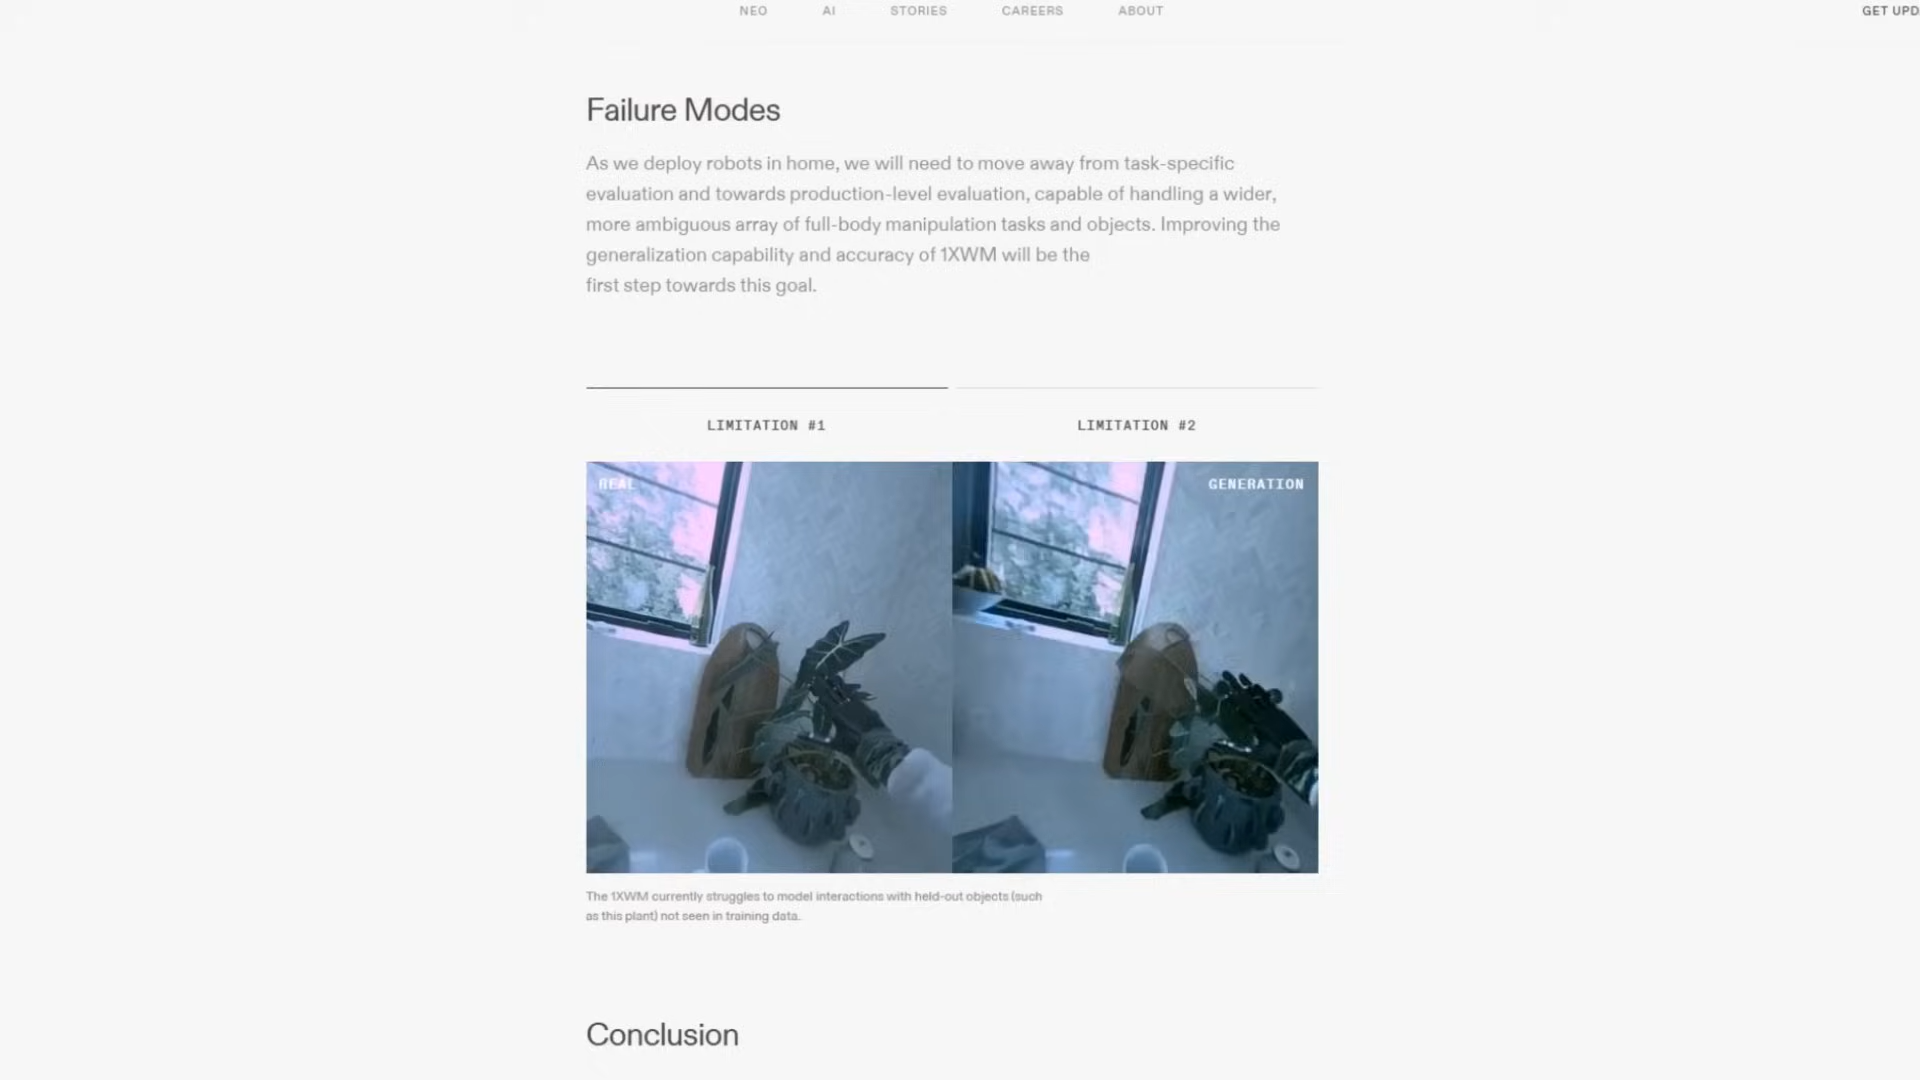 NEO AI STORIES CAREERS ABOUT
Failure Modes
As we deploy robots in home, we will need to move away from task-specific
evaluation and towards production-level evaluation, capable of handling a wider,
more ambiguous array of full-body manipulation tasks and objects. Improving the
generalization capability and accuracy of 1XWM will be the
first step towards this goal.
LIMITATION #1 LIMITATION #2
REAL GENERATION
The 1XWM currently struggles to model interactions with held-out objects (such
as this plant) not seen in training data.
Conclusion
GET UPD